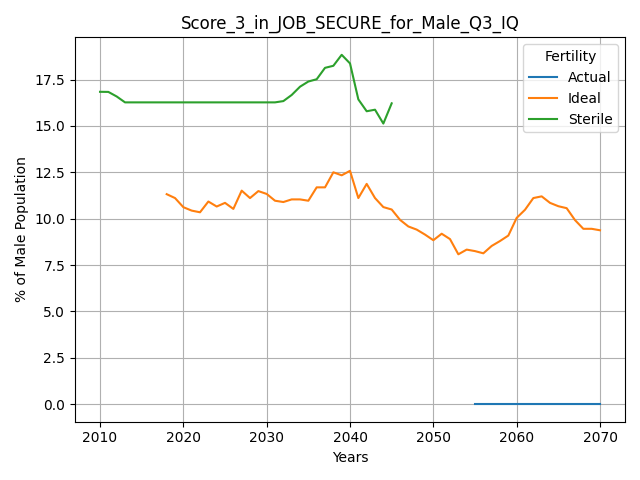 Score_3_in_JOB_SECURE_for_Male_Q3_IQ
Fertility
Actual
Ideal
Sterile
% of Male Population
17.5
15.0
12.5
10.0
7.5
5.0
2.5
0.0
2010 2020 2030 2040 2050 2060 2070
Years